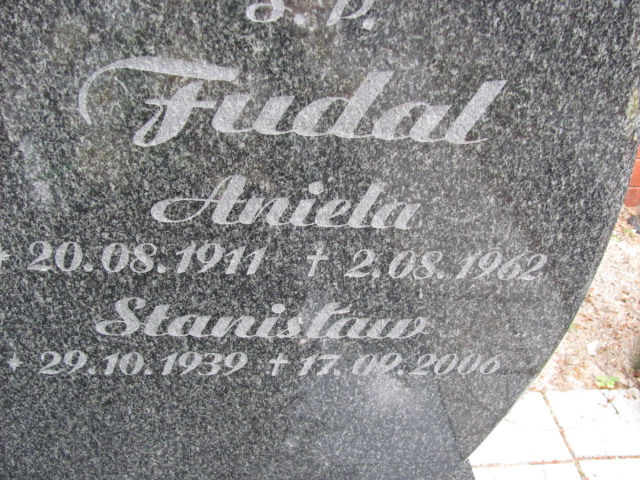 Ś. P.
Fudal
Aniela
* 20.08.1911 † 2.08.1962
Stanisław
* 29.10.1939 † 17.09.2006